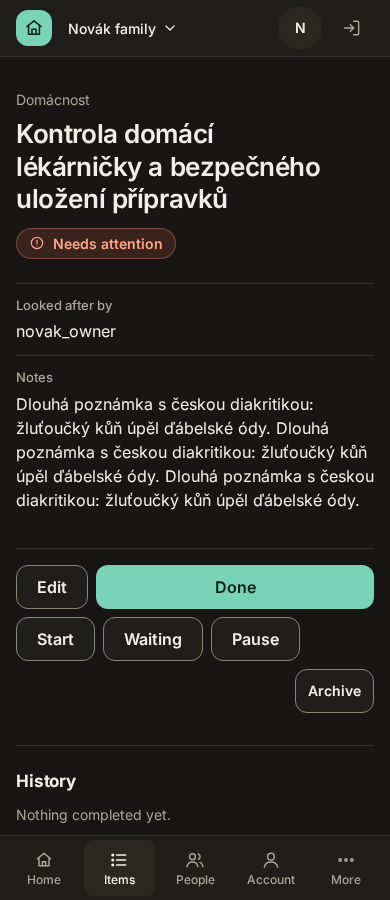 Novák family
N
Domácnost
Kontrola domácí
lékárničky a bezpečného
uložení přípravků
Needs attention
Looked after by
novak_owner
Notes
Dlouhá poznámka s českou diakritikou:
žluťoučký kůň úpěl ďábelské ódy. Dlouhá
poznámka s českou diakritikou: žluťoučký kůň
úpěl ďábelské ódy. Dlouhá poznámka s českou
diakritikou: žluťoučký kůň úpěl ďábelské ódy.
Edit
Done
Start
Waiting
Pause
Archive
History
Nothing completed yet.
Home
Items
People
Account
More